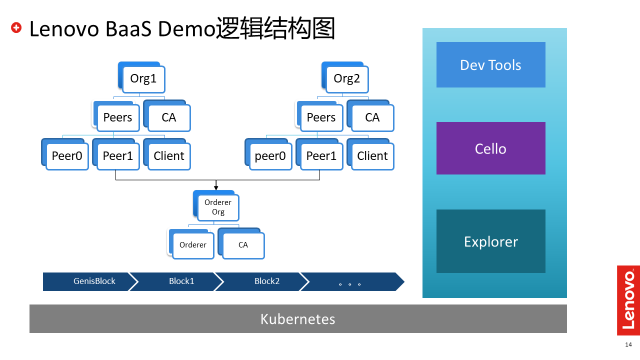 Lenovo BaaS Demo逻辑结构图
Org1
Peers
CA
Peer0
Peer1
Client
Org2
Peers
CA
peer0
Peer1
Client
Orderer
Org
Orderer
CA
GenisBlock
Block1
Block2
。。。
Kubernetes
Dev Tools
Cello
Explorer
Lenovo
14